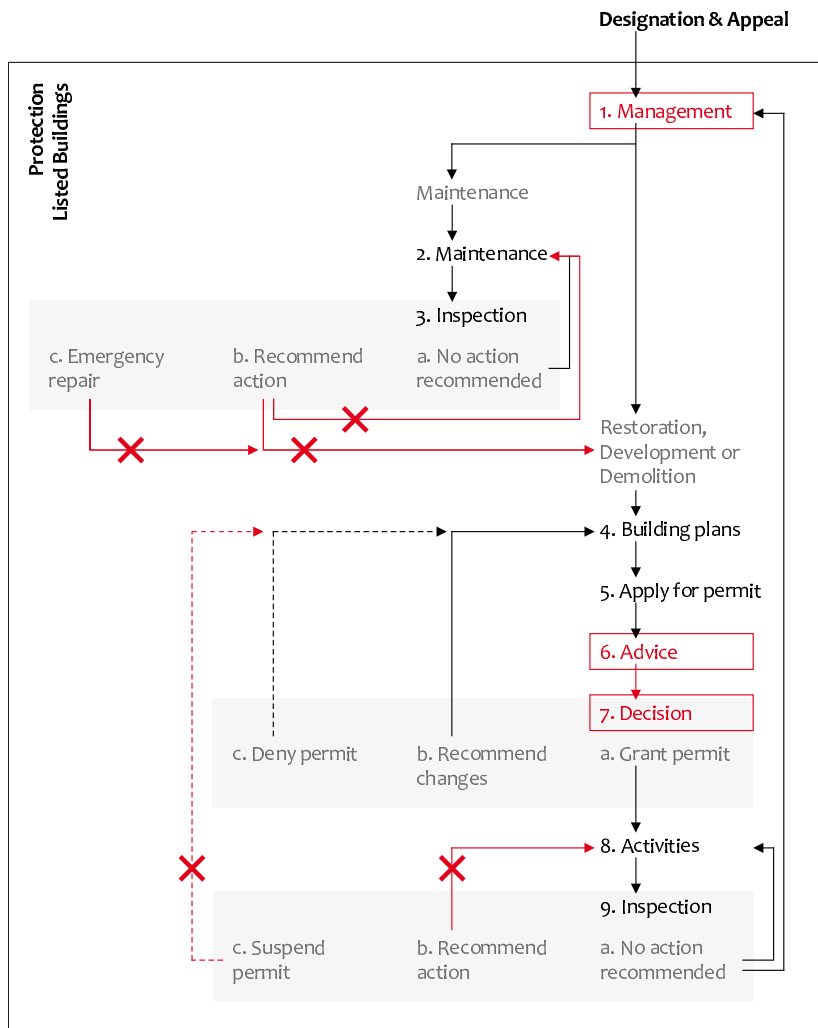 Designation & Appeal
Protection
Listed Buildings
1. Management
Maintenance
2. Maintenance
3. Inspection
c. Emergency
repair
b. Recommend
action
a. No action
recommended
Restoration,
Development or
Demolition
4. Building plans
5. Apply for permit
6. Advice
7. Decision
c. Deny permit
b. Recommend
changes
a. Grant permit
8. Activities
9. Inspection
c. Suspend
permit
b. Recommend
action
a. No action
recommended